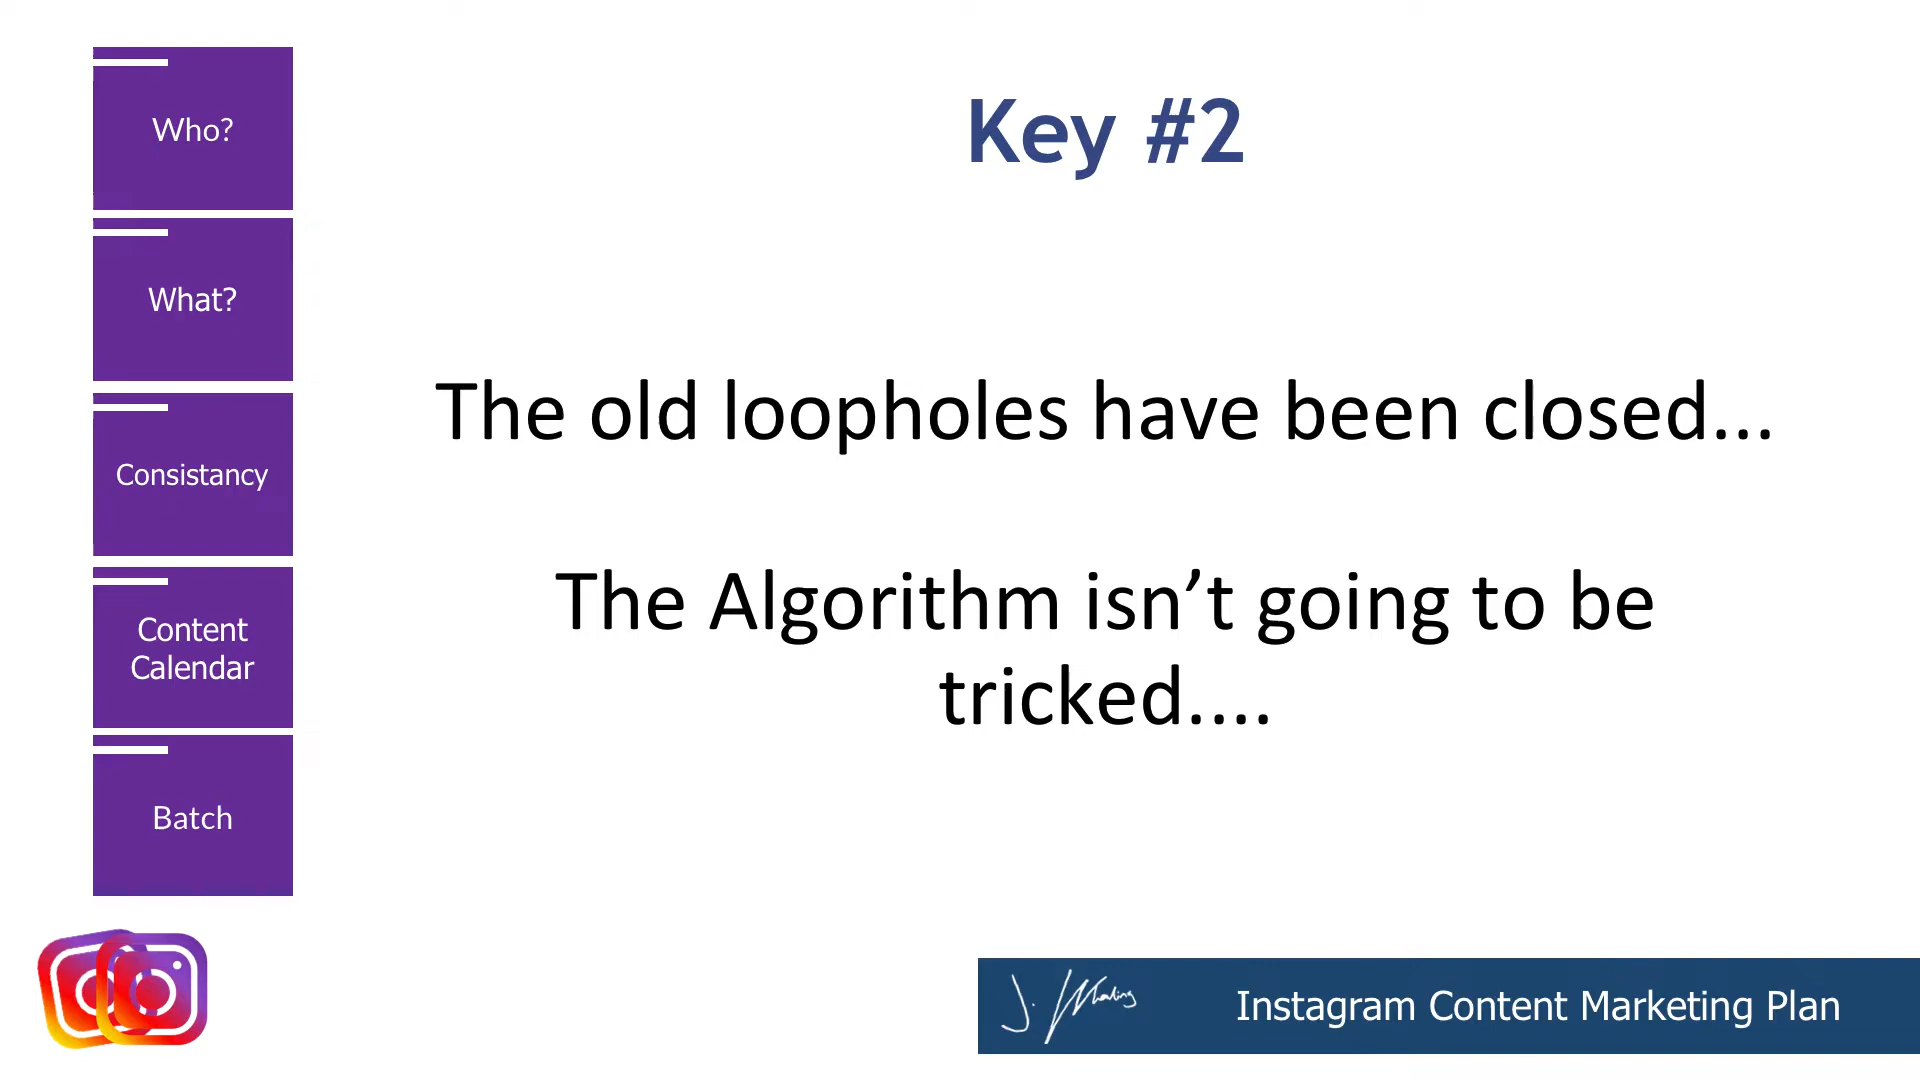 Who?
What?
Consistancy
Content
Calendar
Batch
Key #2
The old loopholes have been closed...
The Algorithm isn’t going to be
tricked....
Instagram Content Marketing Plan